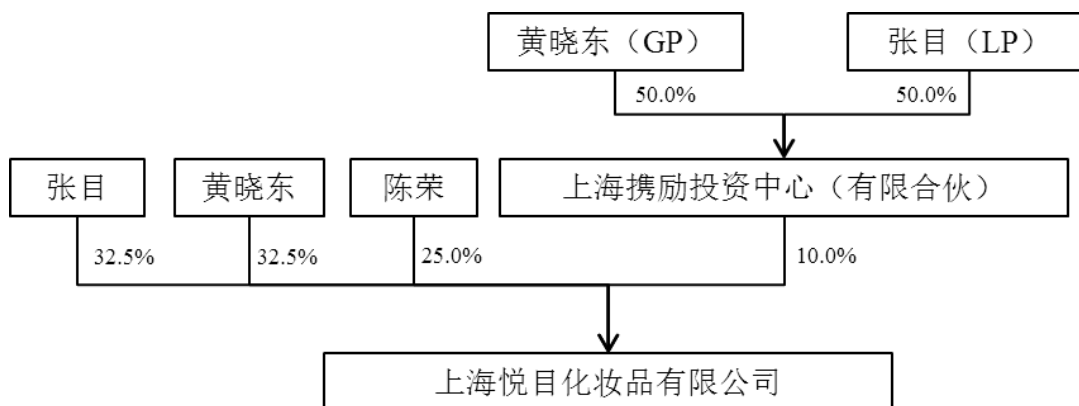 黄晓东（GP）
张目（LP）
50.0%
50.0%
张目
黄晓东
陈荣
上海携励投资中心（有限合伙）
32.5%
32.5%
25.0%
10.0%
上海悦目化妆品有限公司